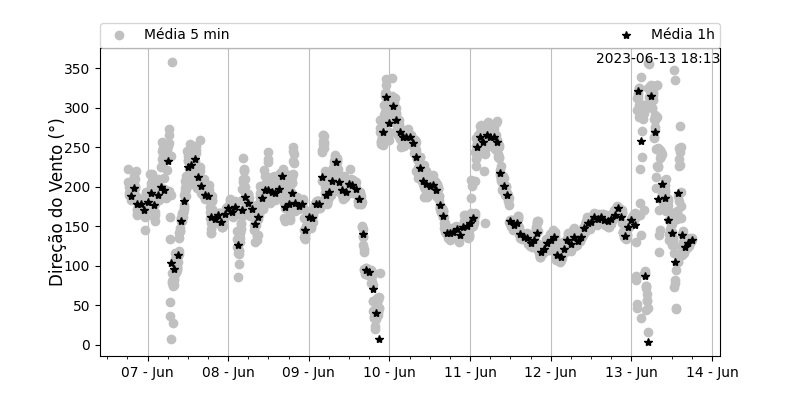 Média 5 min
Média 1h
2023-06-13 18:13
Direção do Vento (°)
350
300
250
200
150
100
50
0
07 - Jun
08 - Jun
09 - Jun
10 - Jun
11 - Jun
12 - Jun
13 - Jun
14 - Jun